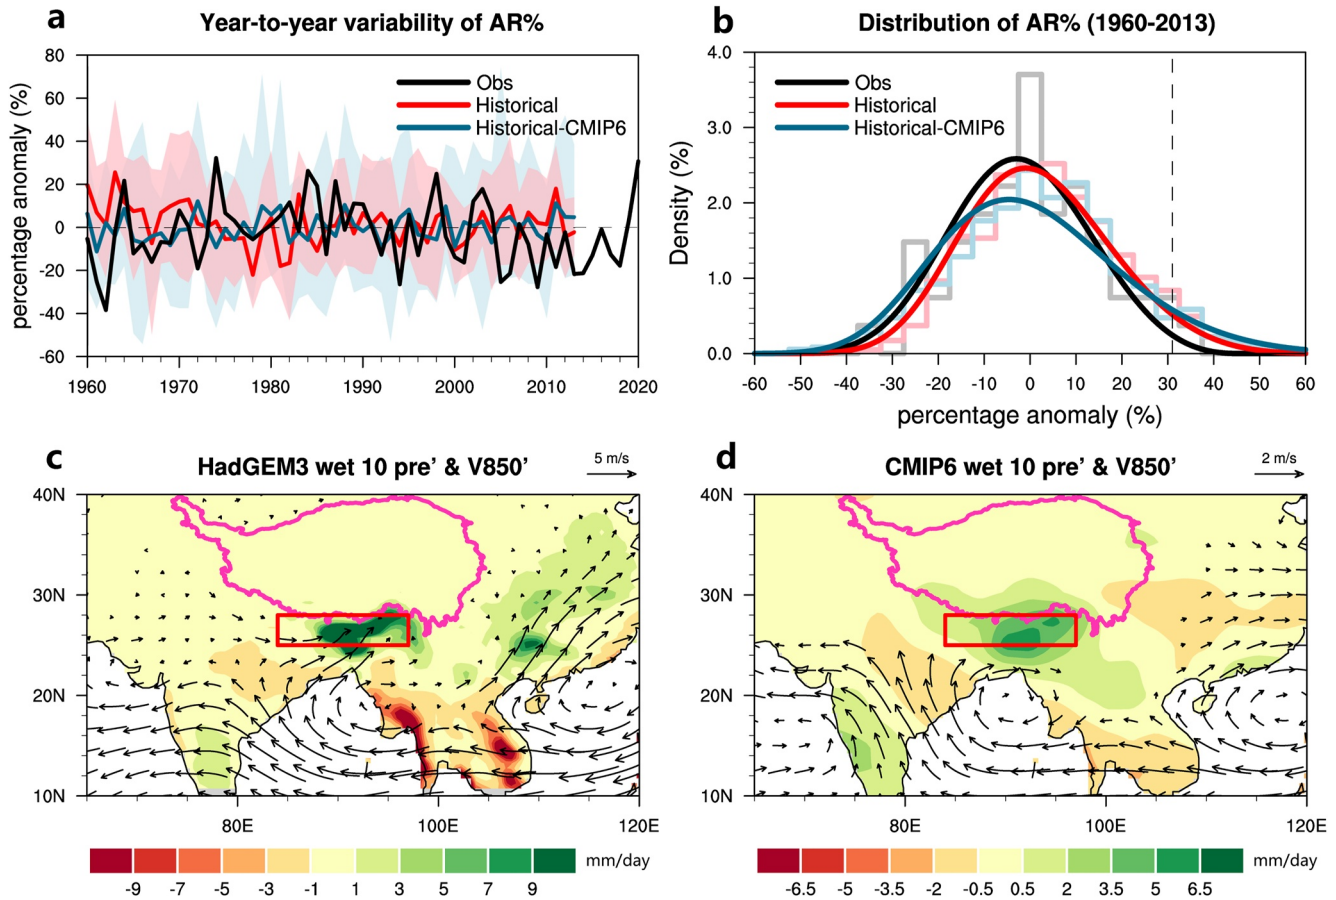 a Year-to-year variability of AR%
percentage anomaly (%)
80
60
40
20
0
-20
-40
-60
Obs
Historical
Historical-CMIP6
1960 1970 1980 1990 2000 2010 2020
b Distribution of AR% (1960-2013)
Density (%)
4.0
3.0
2.0
1.0
0.0
Obs
Historical
Historical-CMIP6
-60 -50 -40 -30 -20 -10 0 10 20 30 40 50 60
percentage anomaly (%)
c HadGEM3 wet 10 pre’ & V850’ 5 m/s
40N
30N
20N
10N
80E 100E 120E
-9 -7 -5 -3 -1 1 3 5 7 9 mm/day
d CMIP6 wet 10 pre’ & V850’ 2 m/s
40N
30N
20N
10N
80E 100E 120E
-6.5 -5 -3.5 -2 -0.5 0.5 2 3.5 5 6.5 mm/day